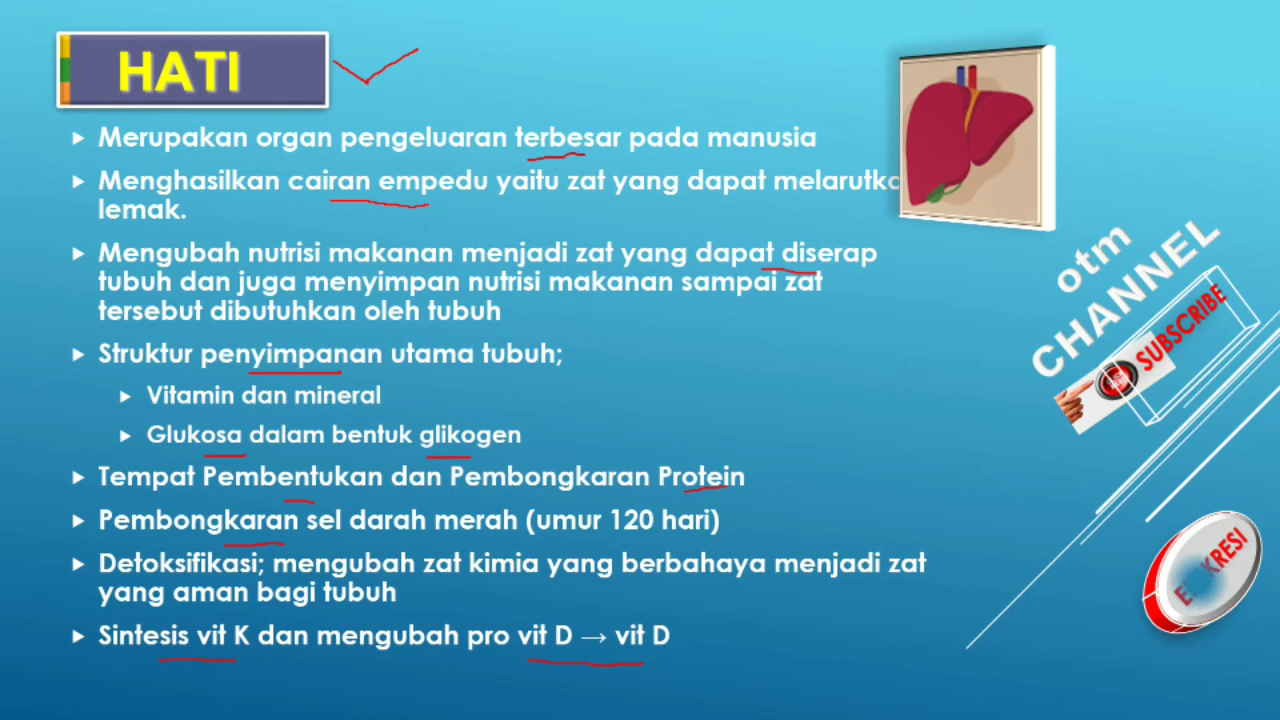 HATI
Merupakan organ pengeluaran terbesar pada manusia
Menghasilkan cairan empedu yaitu zat yang dapat melarutka
lemak.
Mengubah nutrisi makanan menjadi zat yang dapat diserap
tubuh dan juga menyimpan nutrisi makanan sampai zat
tersebut dibutuhkan oleh tubuh
Struktur penyimpanan utama tubuh;
Vitamin dan mineral
Glukosa dalam bentuk glikogen
Tempat Pembentukan dan Pembongkaran Protein
Pembongkaran sel darah merah (umur 120 hari)
Detoksifikasi; mengubah zat kimia yang berbahaya menjadi zat
yang aman bagi tubuh
Sintesis vit K dan mengubah pro vit D → vit D
otm
CHANNEL
SUBSCRIBE